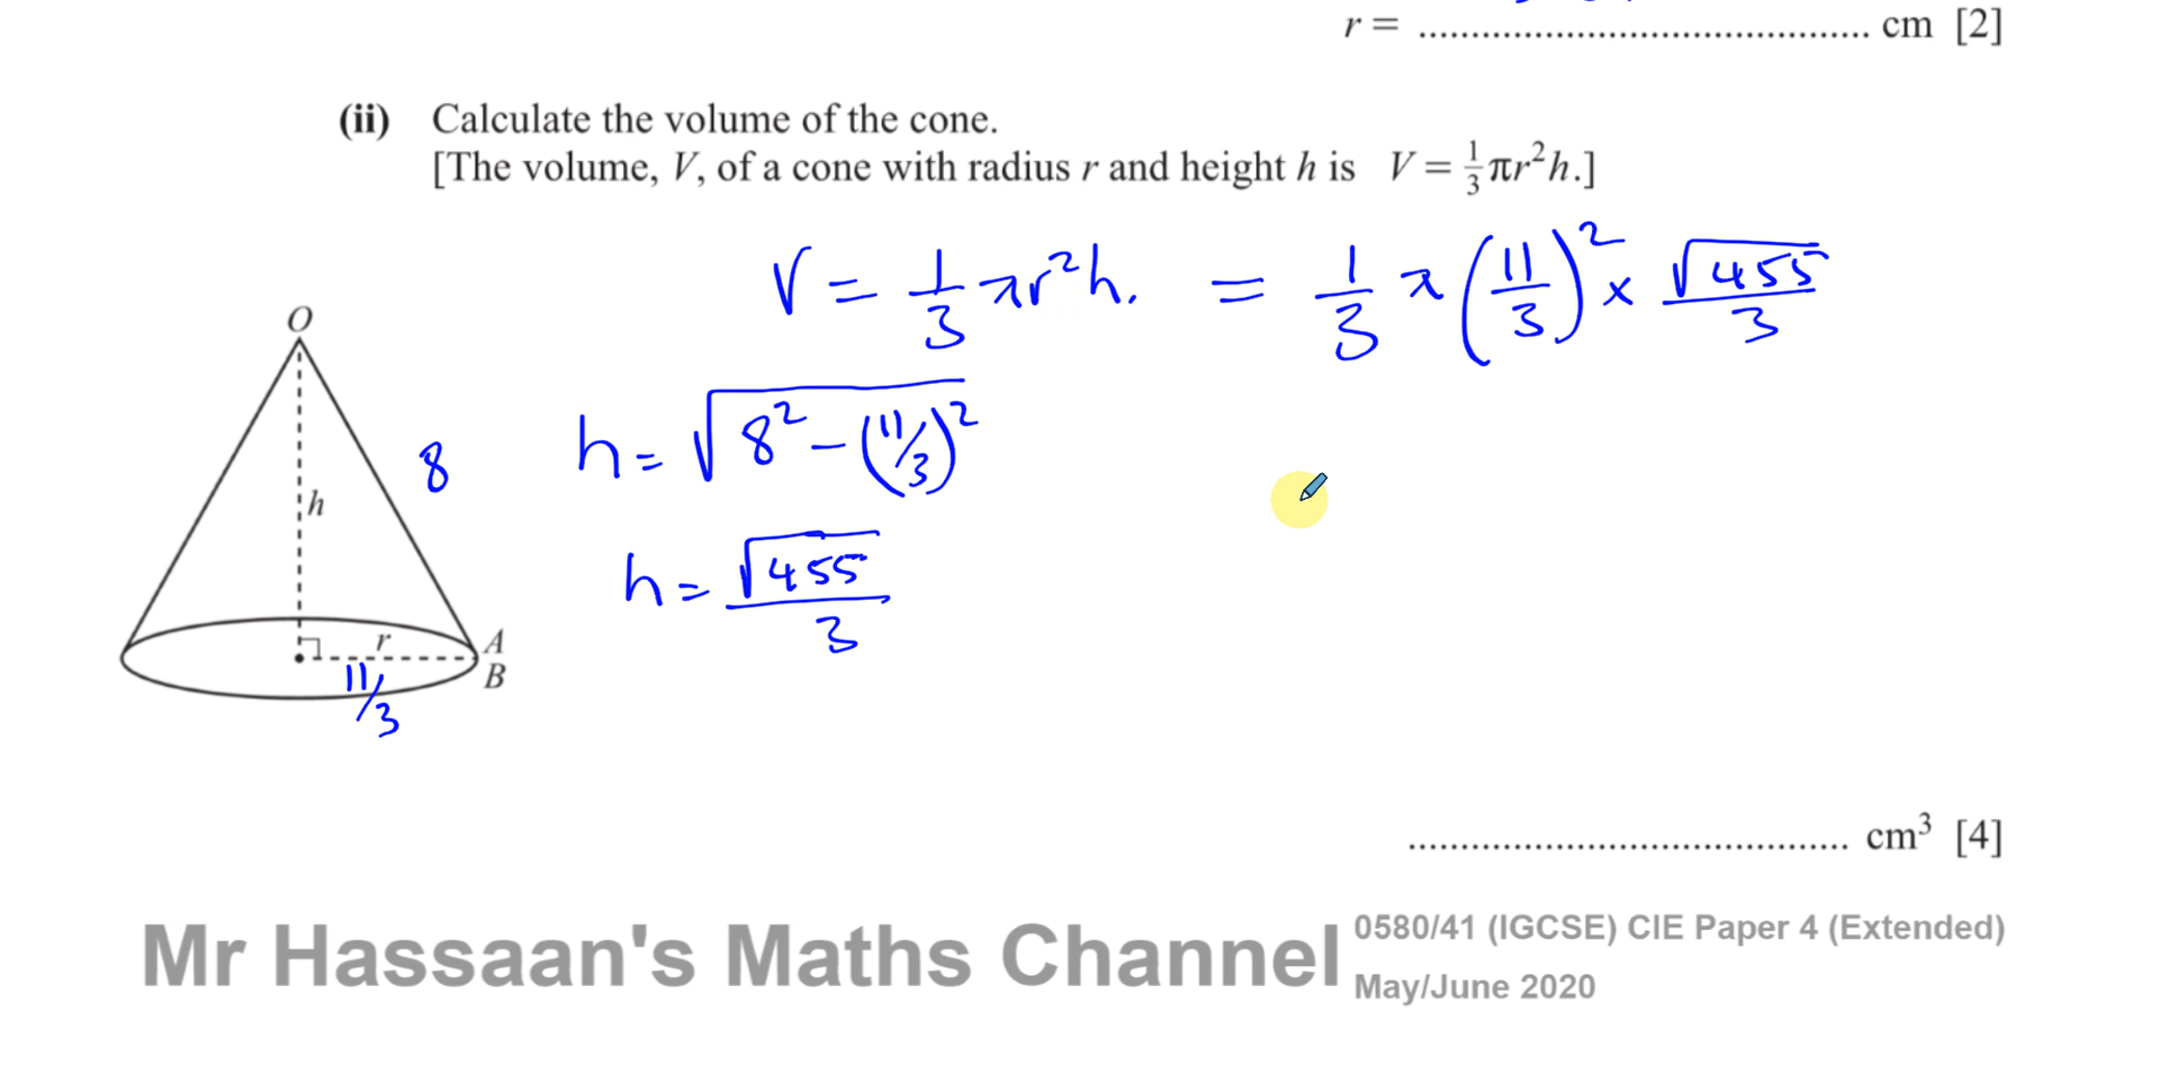 r = ........................................... cm [2]
(ii) Calculate the volume of the cone.
[The volume, V, of a cone with radius r and height h is V = 1/3 πr²h.]
V = 1/3 πr²h. = 1/3 π (11/3)² × √455/3
O
h = √(8² − (11/3)²)
8
h
h = √455/3
r
A
B
11/3
........................................... cm³ [4]
Mr Hassaan's Maths Channel
0580/41 (IGCSE) CIE Paper 4 (Extended)
May/June 2020